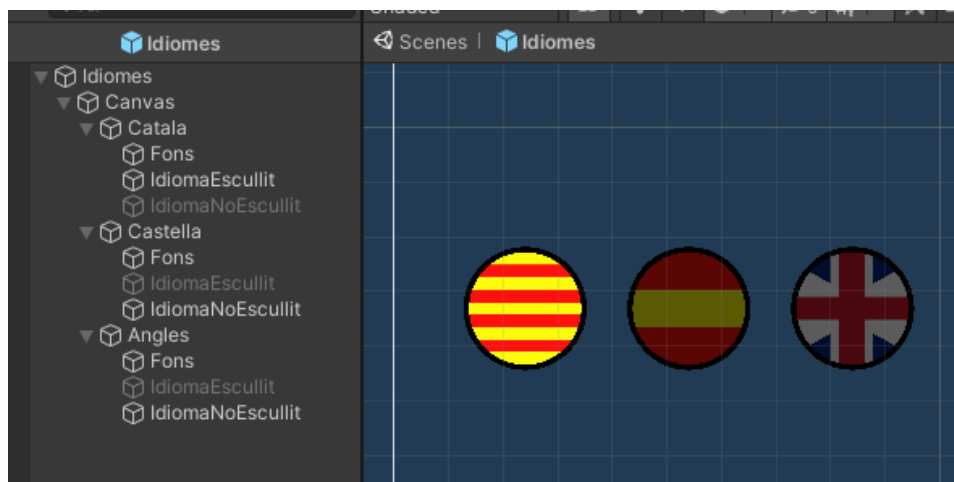 Idiomes
Scenes | Idiomes
Idiomes
Canvas
Catala
Fons
IdiomaEscullit
IdiomaNoEscullit
Castella
Fons
IdiomaEscullit
IdiomaNoEscullit
Angles
Fons
IdiomaEscullit
IdiomaNoEscullit